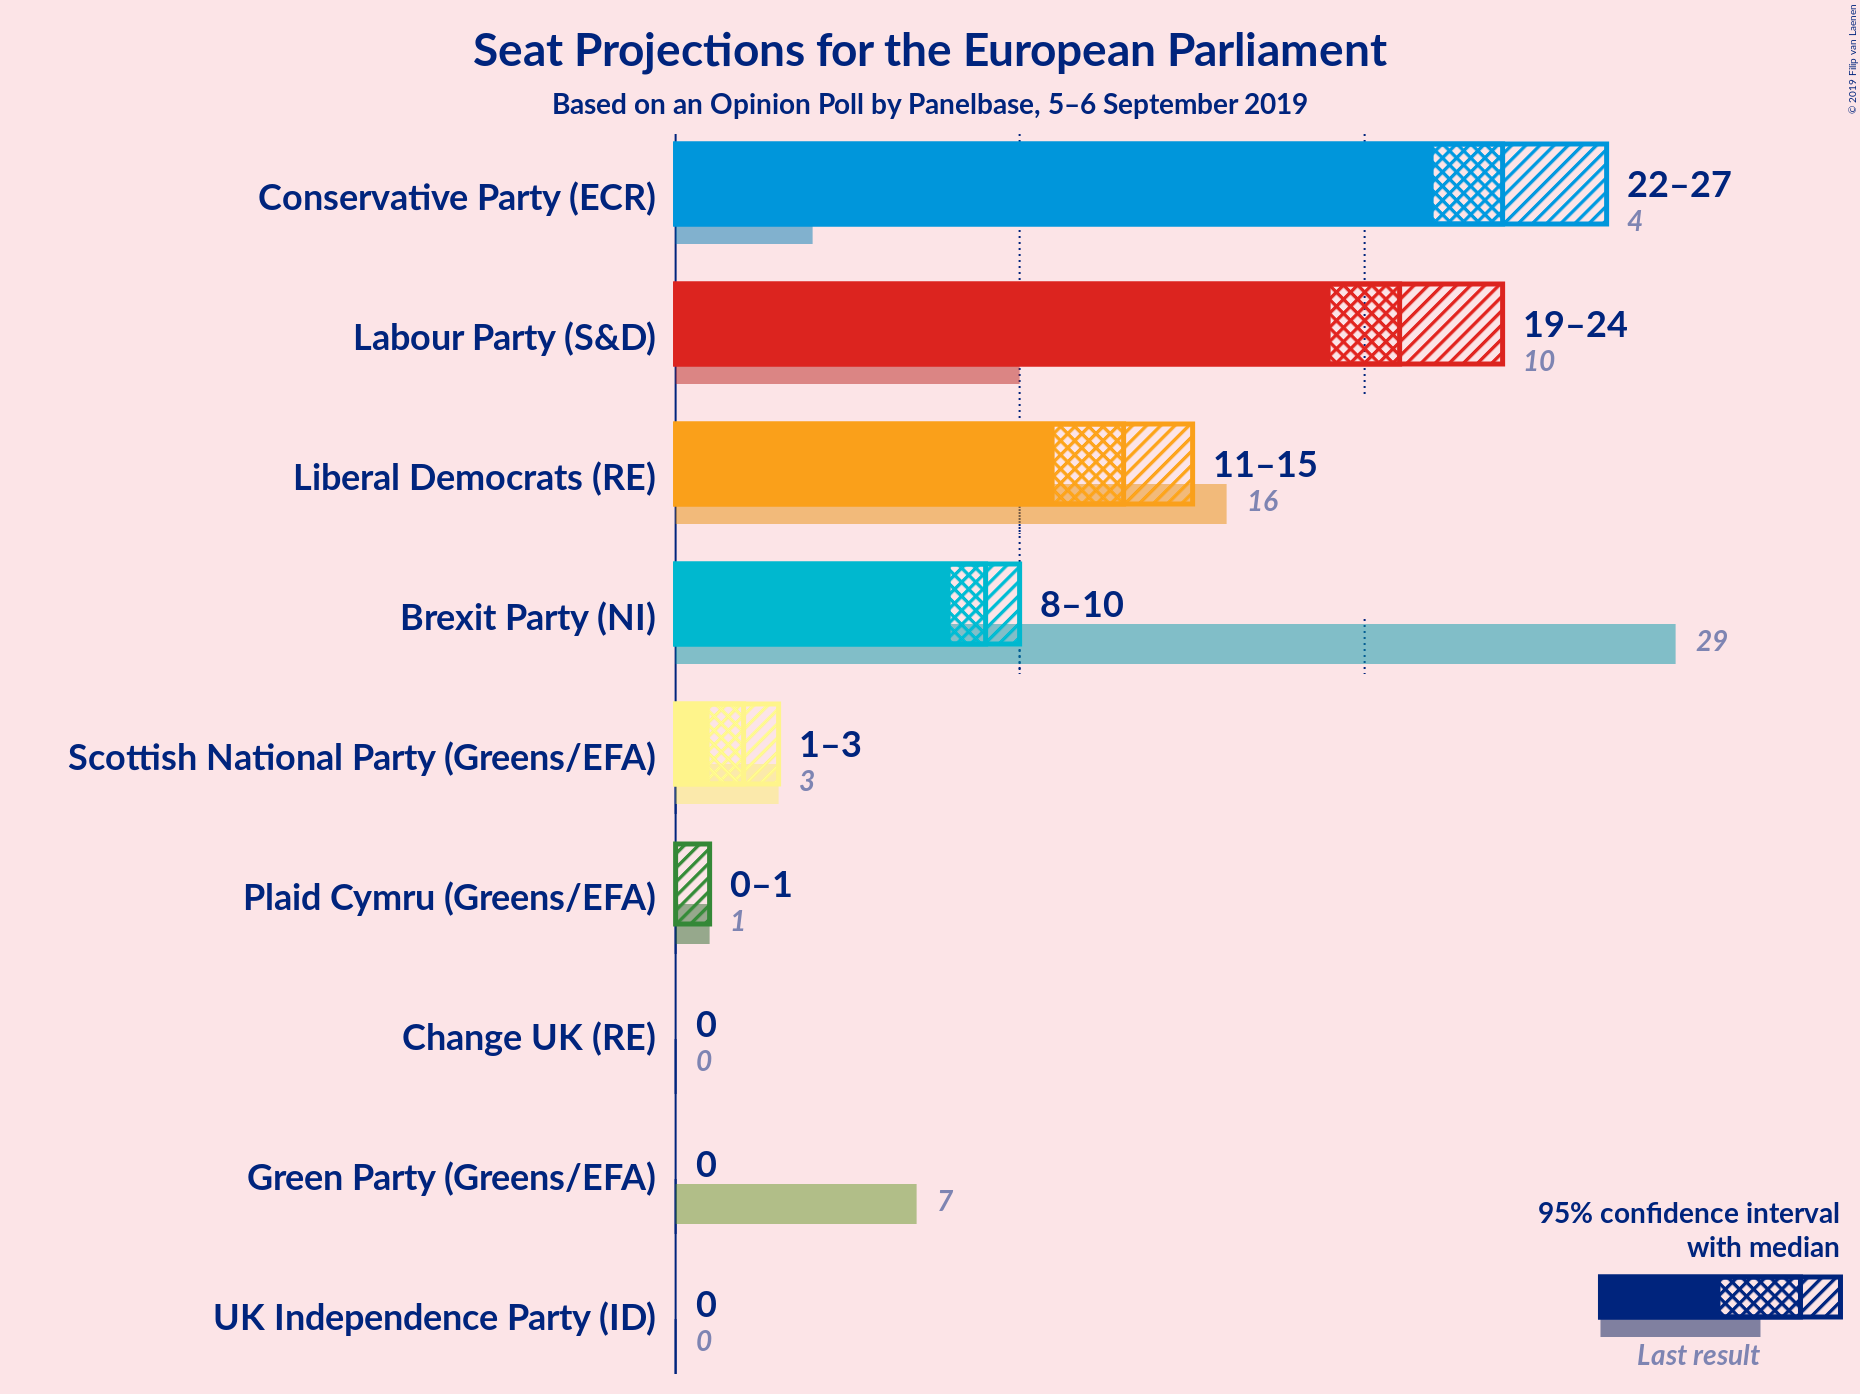 Seat Projections for the European Parliament
Based on an Opinion Poll by Panelbase, 5–6 September 2019
© 2019 Filip van Laenen
Conservative Party (ECR)
22–27
4
Labour Party (S&D)
19–24
10
Liberal Democrats (RE)
11–15
16
Brexit Party (NI)
8–10
29
Scottish National Party (Greens/EFA)
1–3
3
Plaid Cymru (Greens/EFA)
0–1
1
Change UK (RE)
0
0
Green Party (Greens/EFA)
0
7
UK Independence Party (ID)
0
0
95% confidence interval
with median
Last result